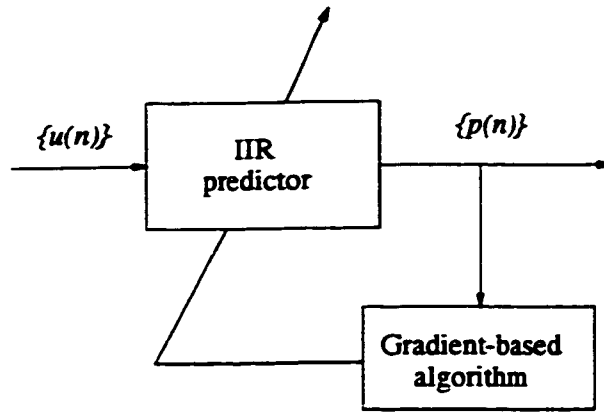 {u(n)}
IIR
predictor
{p(n)}
Gradient-based
algorithm